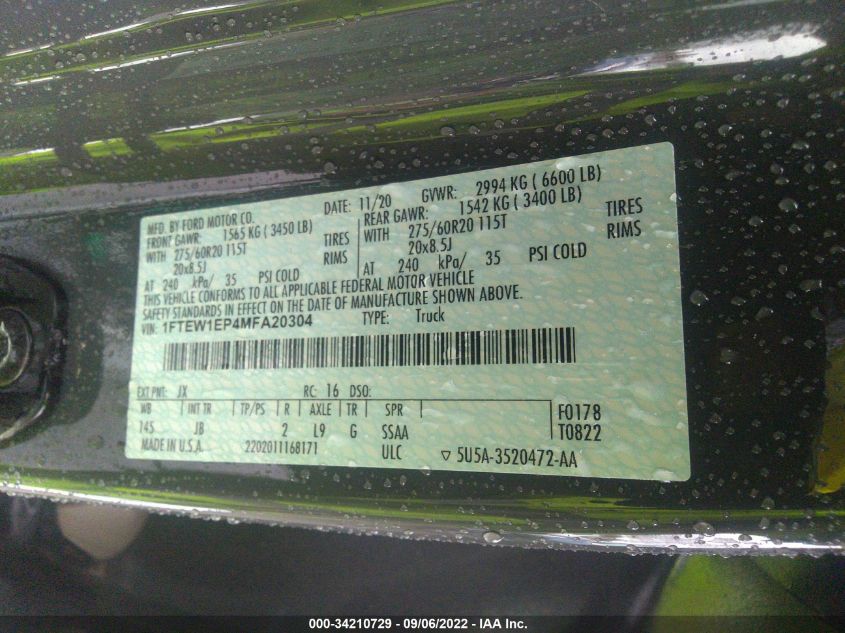 MFD. BY FORD MOTOR CO.
DATE: 11/20 GVWR: 2994 KG ( 6600 LB)
FRONT GAWR: 1565 KG ( 3450 LB)
REAR GAWR: 1542 KG ( 3400 LB)
WITH 275/60R20 115T TIRES
WITH 275/60R20 115T TIRES
20x8.5J RIMS
20x8.5J RIMS
AT 240 kPa/ 35 PSI COLD
AT 240 kPa/ 35 PSI COLD
THIS VEHICLE CONFORMS TO ALL APPLICABLE FEDERAL MOTOR VEHICLE
SAFETY STANDARDS IN EFFECT ON THE DATE OF MANUFACTURE SHOWN ABOVE.
VIN: 1FTEW1EP4MFA20304 TYPE: Truck
EXT PNT: JX RC: 16 DSO:
WB INT TR TP/PS R AXLE TR SPR
F0178
145 JB 2 L9 G SSAA
T0822
MADE IN U.S.A. 2202011168171 ULC ▽ 5U5A-3520472-AA
000-34210729 - 09/06/2022 - IAA Inc.